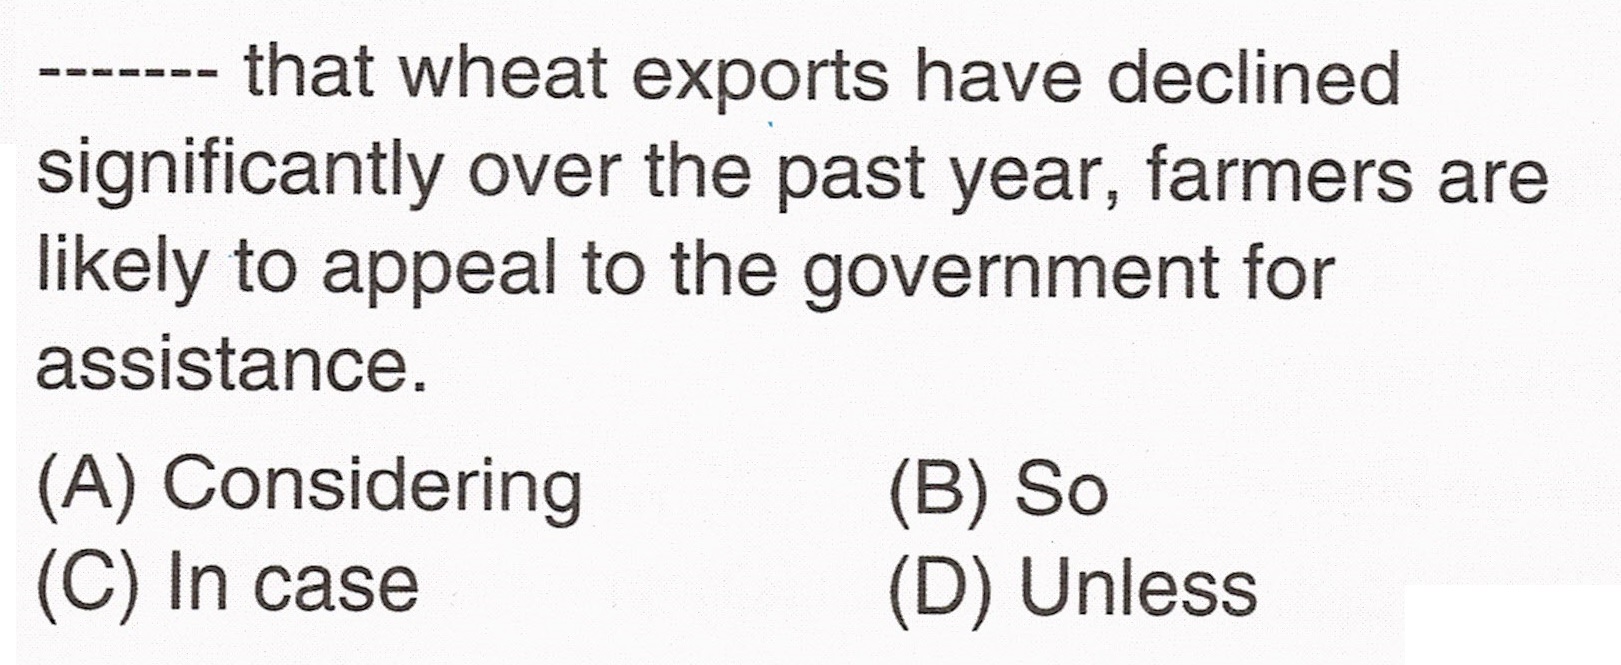 ------- that wheat exports have declined
significantly over the past year, farmers are
likely to appeal to the government for
assistance.
(A) Considering (B) So
(C) In case (D) Unless